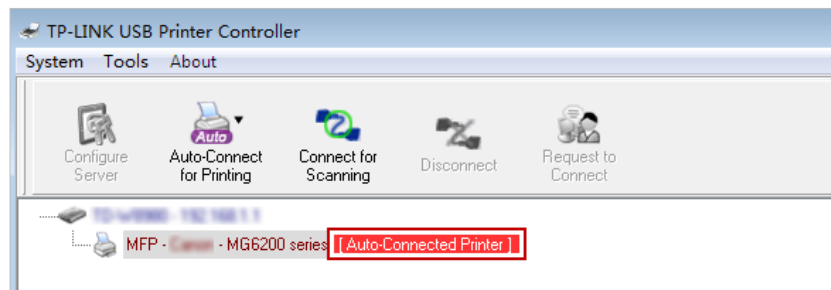 TP-LINK USB Printer Controller
System Tools About
Auto
Configure Server
Auto-Connect for Printing
Connect for Scanning
Disconnect
Request to Connect
MFP - - MG6200 series [ Auto-Connected Printer ]